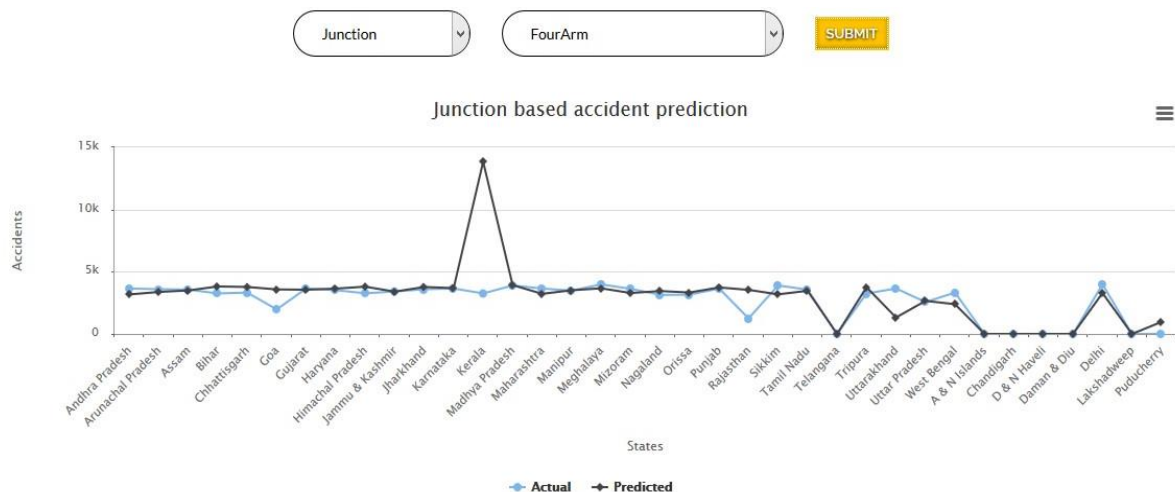 Junction FourArm SUBMIT
Junction based accident prediction
15k
10k
5k
0
Accidents
Andhra Pradesh
Arunachal Pradesh
Assam
Bihar
Chhattisgarh
Goa
Gujarat
Haryana
Himachal Pradesh
Jammu & Kashmir
Jharkhand
Karnataka
Kerala
Madhya Pradesh
Maharashtra
Manipur
Meghalaya
Mizoram
Nagaland
Orissa
Punjab
Rajasthan
Sikkim
Tamil Nadu
Telangana
Tripura
Uttarakhand
Uttar Pradesh
West Bengal
A & N Islands
Chandigarh
D & N Haveli
Daman & Diu
Delhi
Lakshadweep
Puducherry
States
Actual Predicted